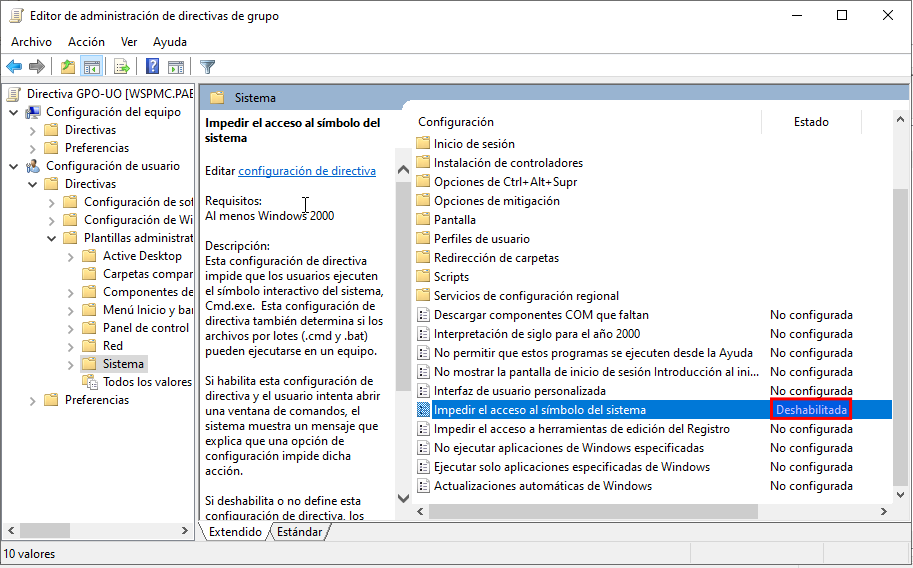 Editor de administración de directivas de grupo
Archivo Acción Ver Ayuda
Directiva GPO-UO [WSPMC.PAE
Configuración del equipo
Directivas
Preferencias
Configuración de usuario
Directivas
Configuración de sof
Configuración de Wi
Plantillas administrat
Active Desktop
Carpetas compar
Componentes de
Menú Inicio y bar
Panel de control
Red
Sistema
Todos los valores
Preferencias
Sistema
Impedir el acceso al símbolo del
sistema
Editar configuración de directiva
Requisitos:
Al menos Windows 2000
Descripción:
Esta configuración de directiva
impide que los usuarios ejecuten
el símbolo interactivo del sistema,
Cmd.exe. Esta configuración de
directiva también determina si los
archivos por lotes (.cmd y .bat)
pueden ejecutarse en un equipo.
Si habilita esta configuración de
directiva y el usuario intenta abrir
una ventana de comandos, el
sistema muestra un mensaje que
explica que una opción de
configuración impide dicha
acción.
Si deshabilita o no define esta
configuración de directiva, los
Configuración Estado
Inicio de sesión
Instalación de controladores
Opciones de Ctrl+Alt+Supr
Opciones de mitigación
Pantalla
Perfiles de usuario
Redirección de carpetas
Scripts
Servicios de configuración regional
Descargar componentes COM que faltan No configurada
Interpretación de siglo para el año 2000 No configurada
No permitir que estos programas se ejecuten desde la Ayuda No configurada
No mostrar la pantalla de inicio de sesión Introducción al ini... No configurada
Interfaz de usuario personalizada No configurada
Impedir el acceso al símbolo del sistema Deshabilitada
Impedir el acceso a herramientas de edición del Registro No configurada
No ejecutar aplicaciones de Windows especificadas No configurada
Ejecutar solo aplicaciones especificadas de Windows No configurada
Actualizaciones automáticas de Windows No configurada
Extendido Estándar
10 valores